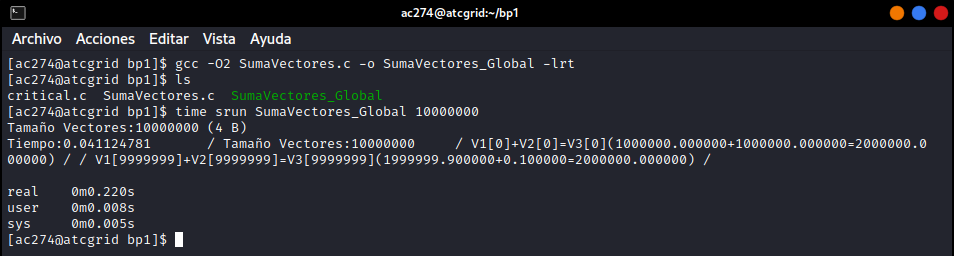 ac274@atcgrid:~/bp1
Archivo Acciones Editar Vista Ayuda
[ac274@atcgrid bp1]$ gcc -O2 SumaVectores.c -o SumaVectores_Global -lrt
[ac274@atcgrid bp1]$ ls
critical.c SumaVectores.c SumaVectores_Global
[ac274@atcgrid bp1]$ time srun SumaVectores_Global 10000000
Tamaño Vectores:10000000 (4 B)
Tiempo:0.041124781 / Tamaño Vectores:10000000 / V1[0]+V2[0]=V3[0](1000000.000000+1000000.000000=2000000.0
00000) / / V1[9999999]+V2[9999999]=V3[9999999](1999999.900000+0.100000=2000000.000000) /
real 0m0.220s
user 0m0.008s
sys 0m0.005s
[ac274@atcgrid bp1]$